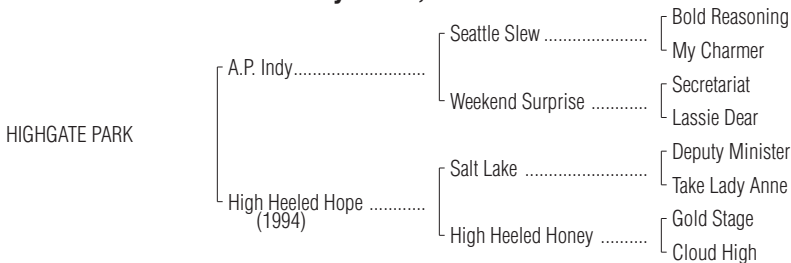 Bold Reasoning
Seattle Slew ......................
My Charmer
A.P. Indy............................
Secretariat
Weekend Surprise ............
Lassie Dear
HIGHGATE PARK
Deputy Minister
Salt Lake ..........................
Take Lady Anne
High Heeled Hope ............
(1994)
Gold Stage
High Heeled Honey ..........
Cloud High